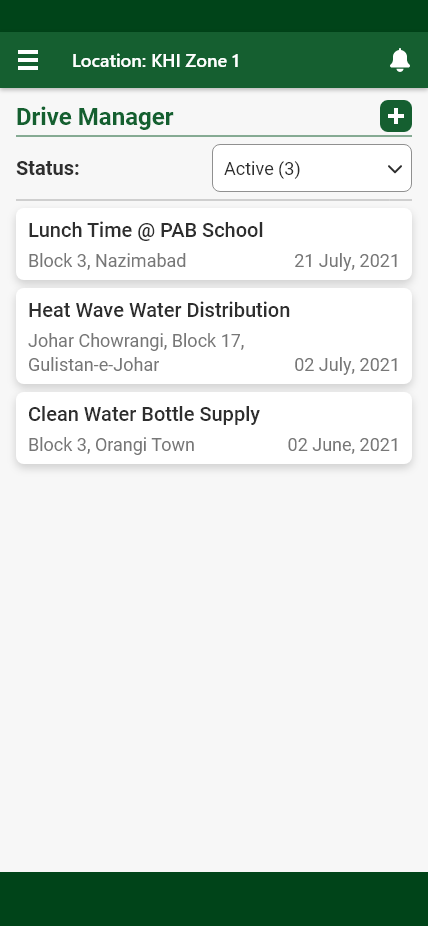 Location: KHI Zone 1
Drive Manager
Status:
Active (3)
Lunch Time @ PAB School
Block 3, Nazimabad
21 July, 2021
Heat Wave Water Distribution
Johar Chowrangi, Block 17,
Gulistan-e-Johar
02 July, 2021
Clean Water Bottle Supply
Block 3, Orangi Town
02 June, 2021